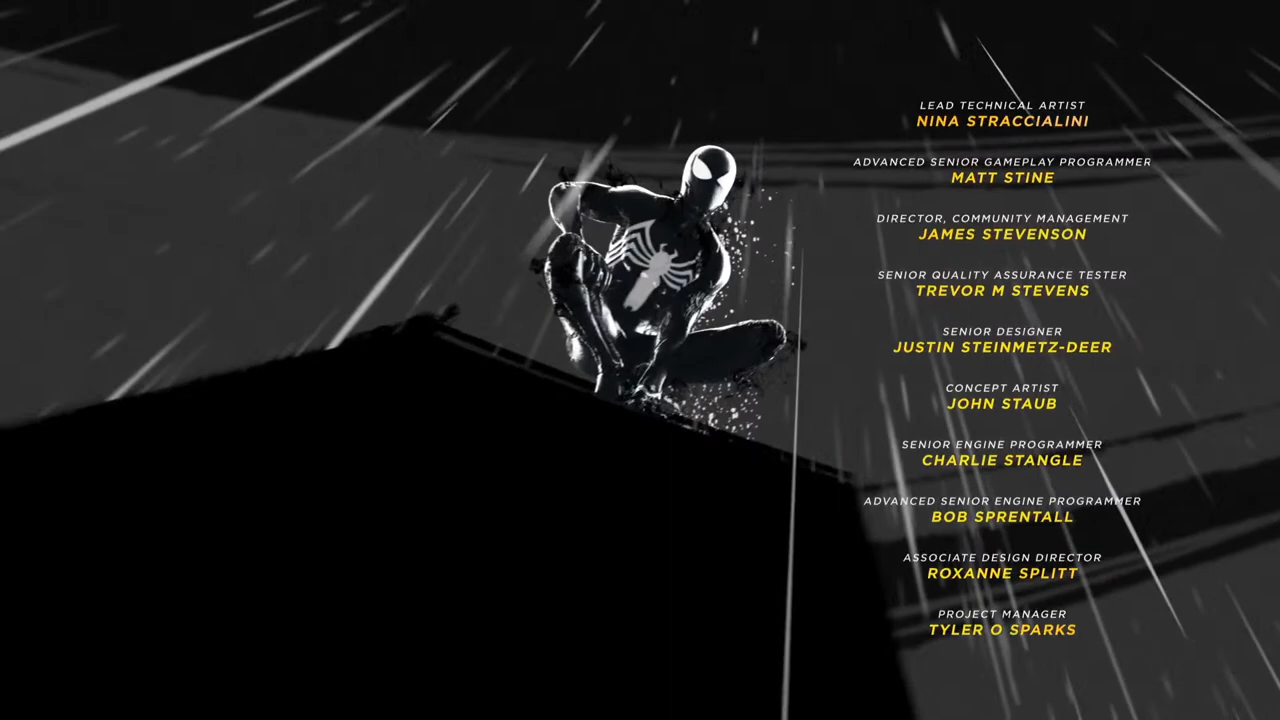 LEAD TECHNICAL ARTIST
NINA STRACCIALINI
ADVANCED SENIOR GAMEPLAY PROGRAMMER
MATT STINE
DIRECTOR, COMMUNITY MANAGEMENT
JAMES STEVENSON
SENIOR QUALITY ASSURANCE TESTER
TREVOR M STEVENS
SENIOR DESIGNER
JUSTIN STEINMETZ-DEER
CONCEPT ARTIST
JOHN STAUB
SENIOR ENGINE PROGRAMMER
CHARLIE STANGLE
ADVANCED SENIOR ENGINE PROGRAMMER
BOB SPRENTALL
ASSOCIATE DESIGN DIRECTOR
ROXANNE SPLITT
PROJECT MANAGER
TYLER O SPARKS